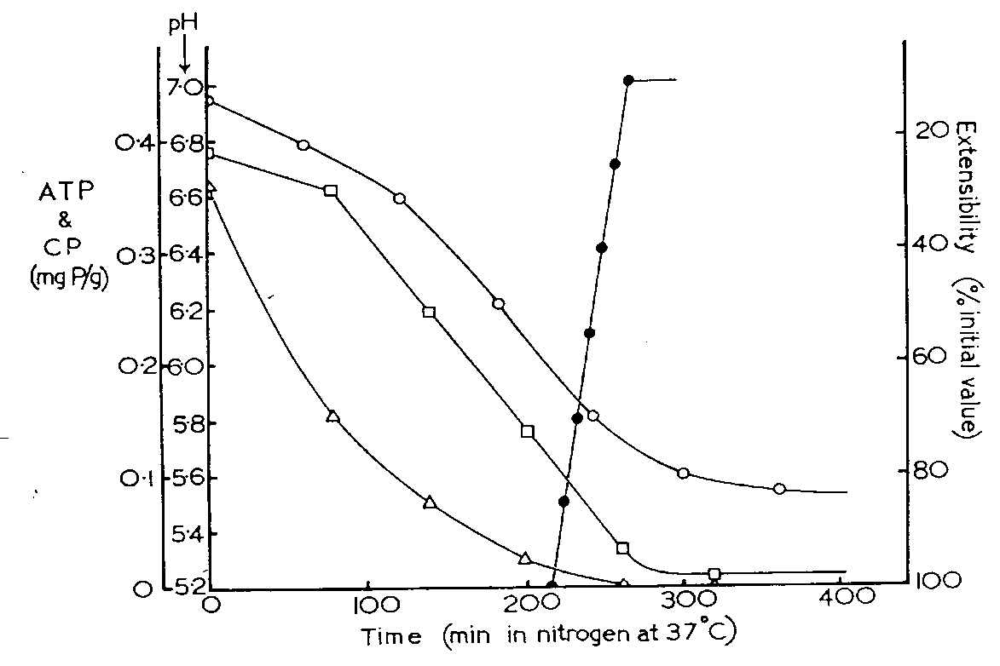 pH
7·0
0·4 6·8
6·6
0·3 6·4
6·2
0·2 6·0
5·8
0·1 5·6
5·4
0 5·2
ATP
&
CP
(mg P/g)
20
40
60
80
100
Extensibility (% initial value)
0 100 200 300 400
Time (min in nitrogen at 37°C)